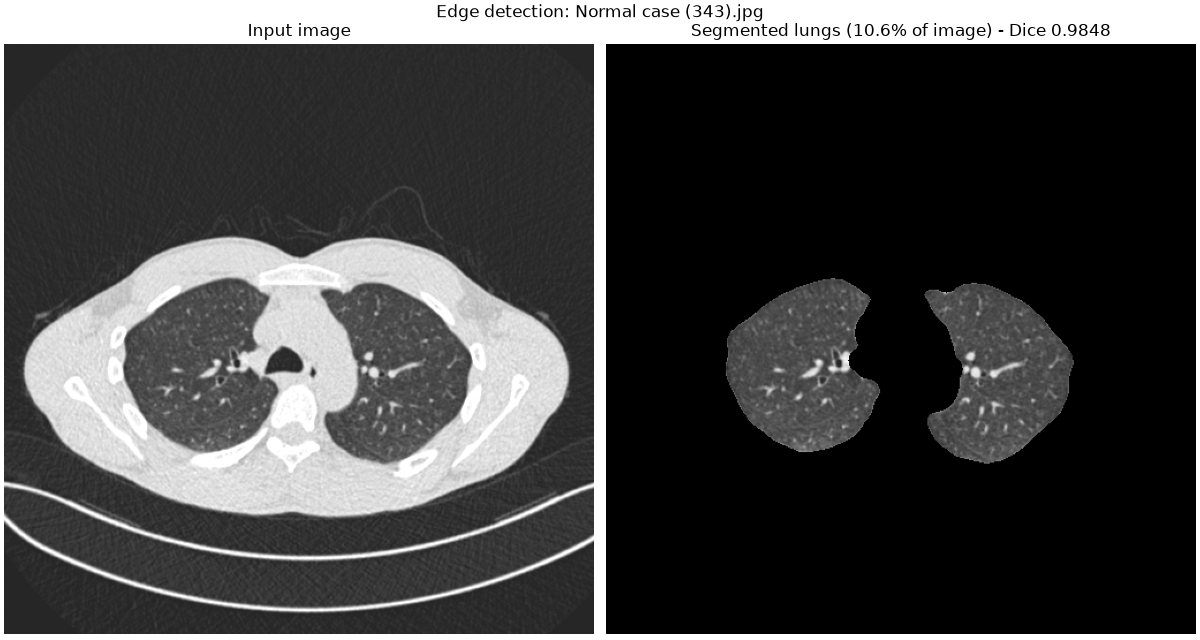 Edge detection: Normal case (343).jpg
Input image
Segmented lungs (10.6% of image) - Dice 0.9848